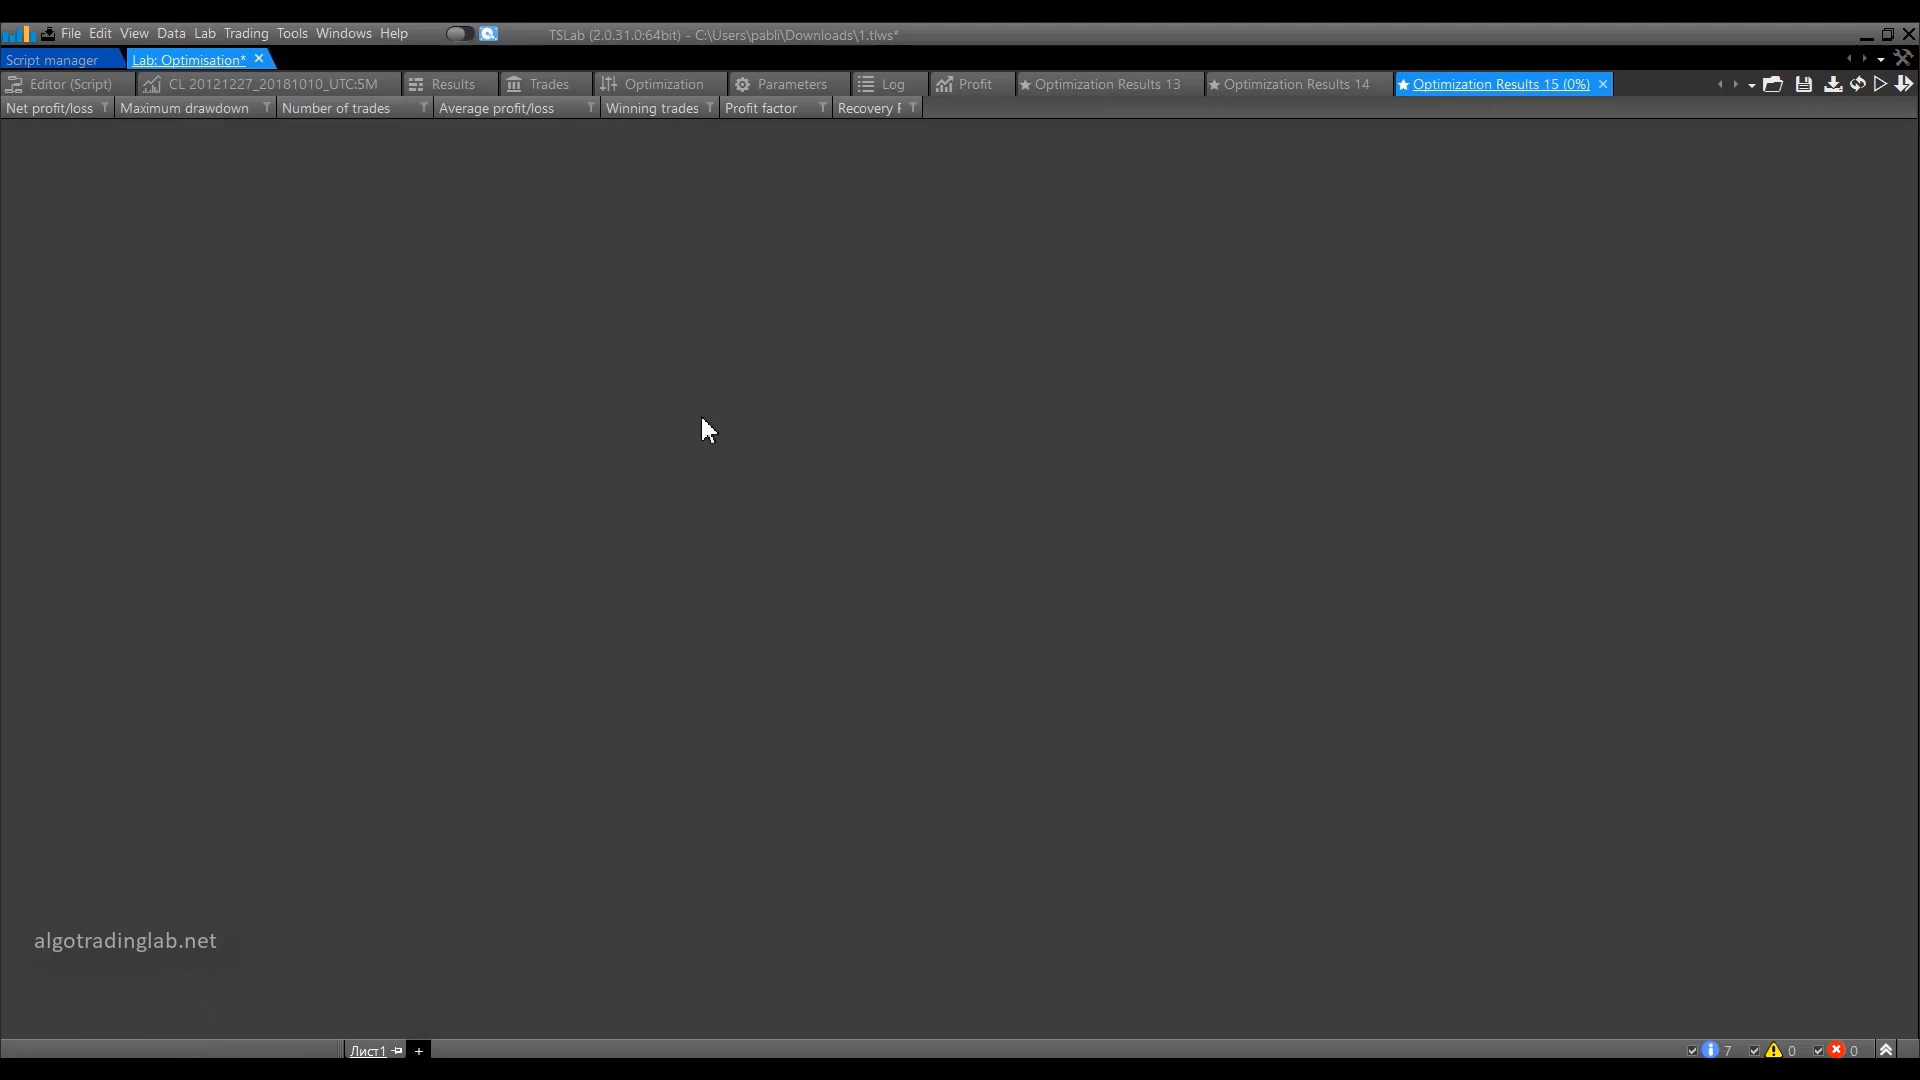 File Edit View Data Lab Trading Tools Windows Help
TSLab (2.0.31.0:64bit) - C:\Users\pabli\Downloads\1.tlws*
Script manager Lab: Optimisation*
Editor (Script) CL 20121227_20181010_UTC:5M Results Trades Optimization Parameters Log Profit Optimization Results 13 Optimization Results 14 Optimization Results 15 (0%)
Net profit/loss Maximum drawdown Number of trades Average profit/loss Winning trades Profit factor Recovery F
algotradinglab.net
Лист1 + 7 0 0